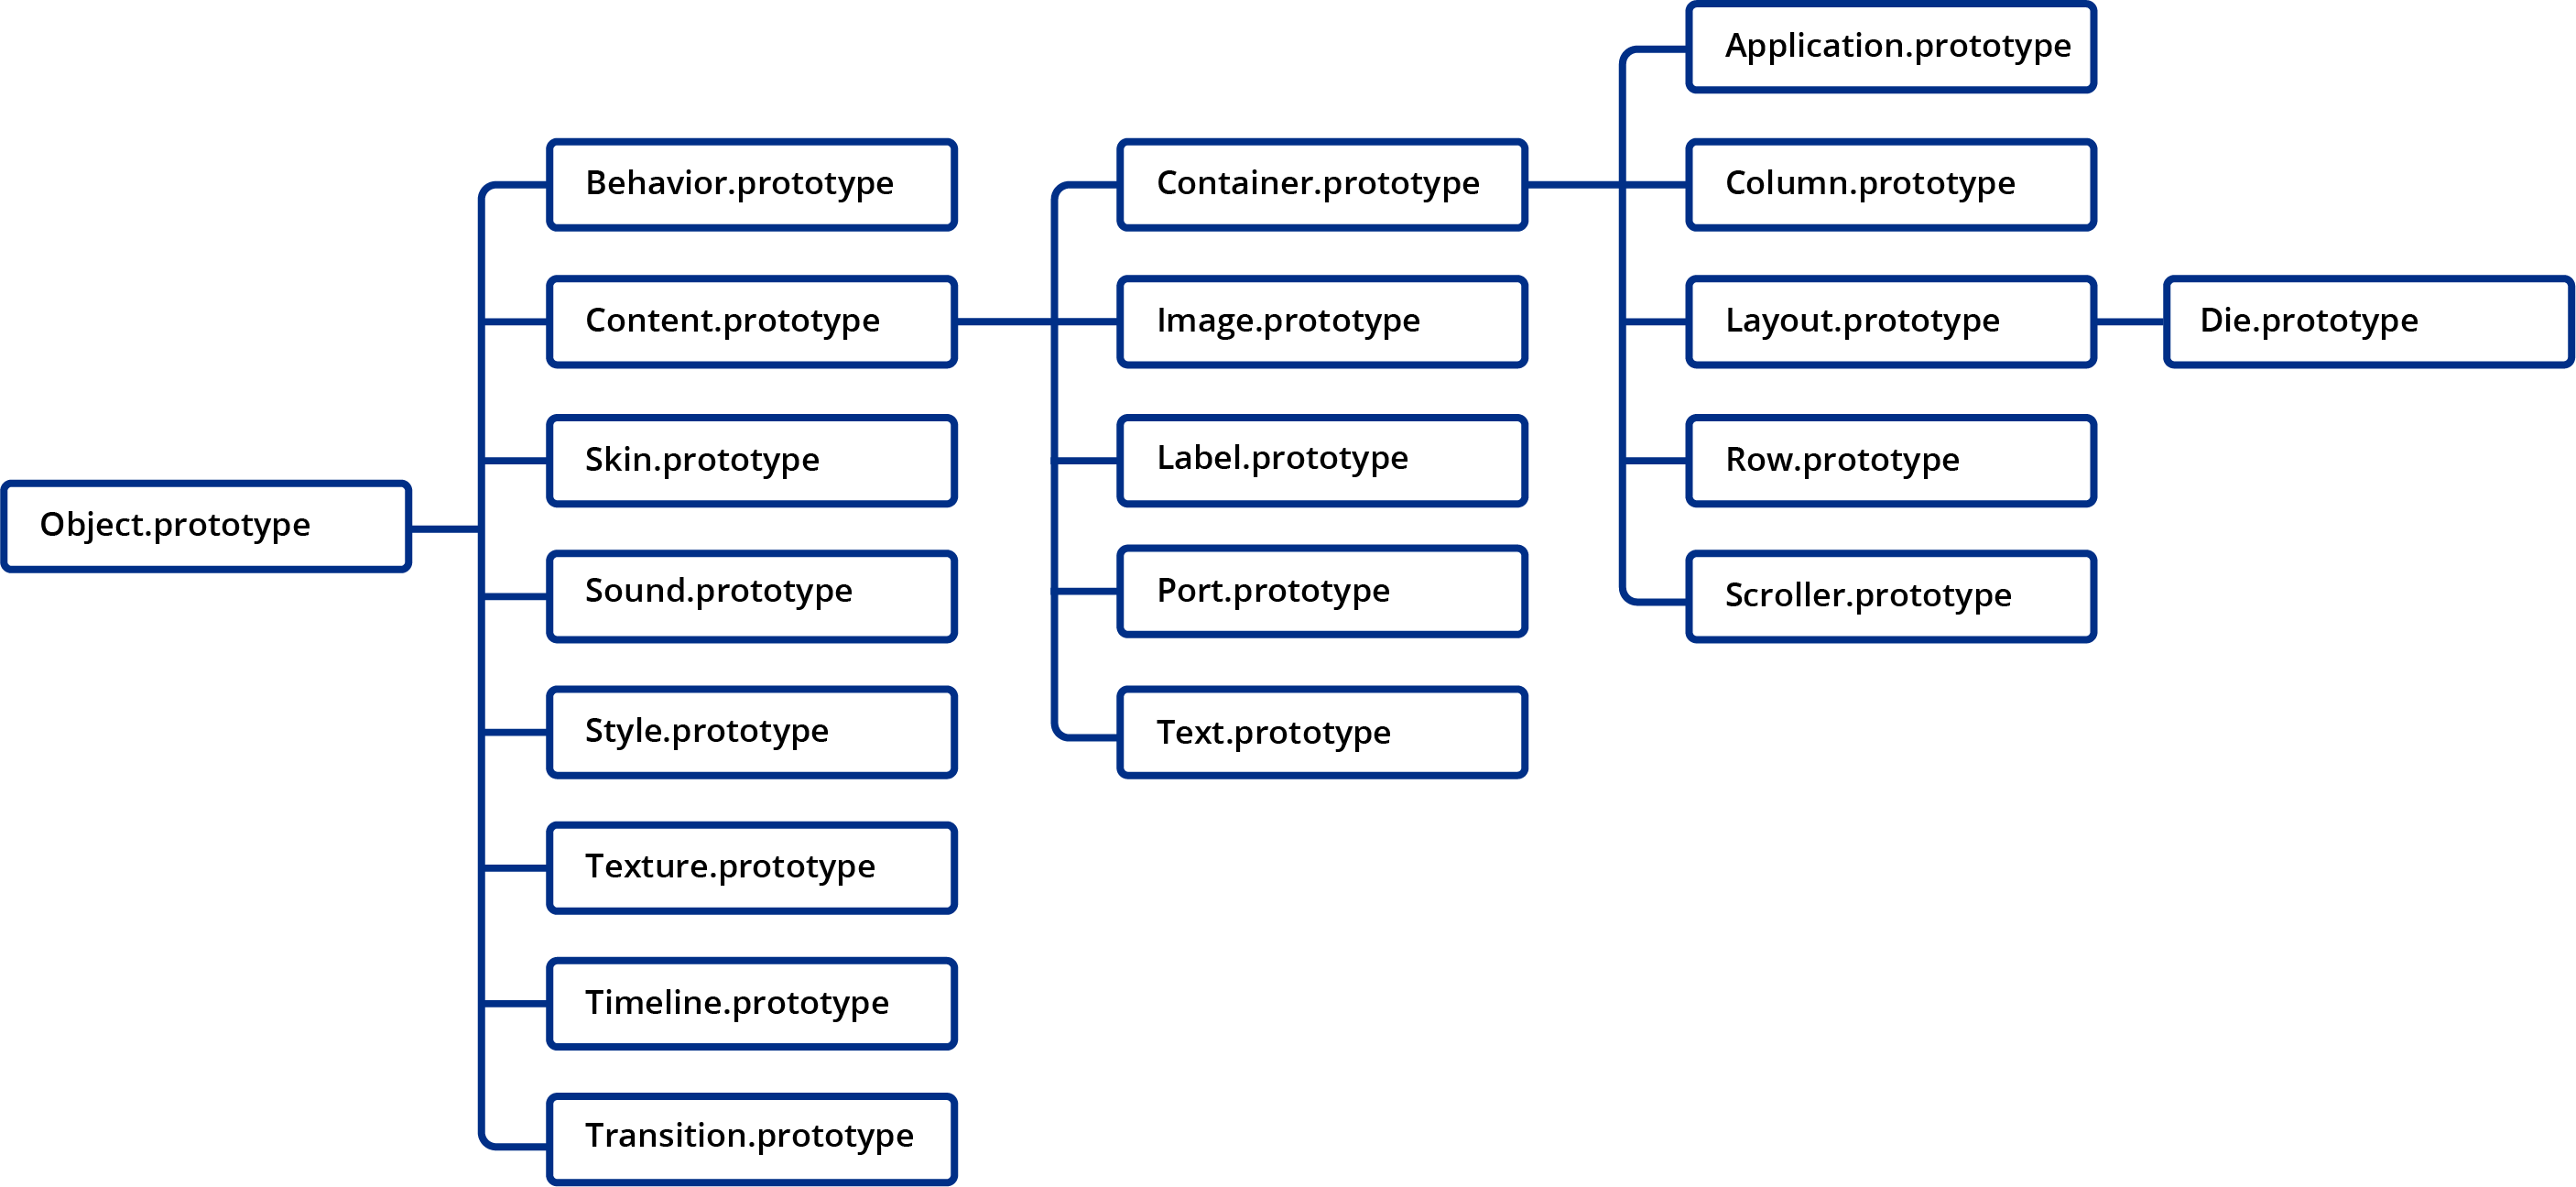 Object.prototype
Behavior.prototype
Content.prototype
Skin.prototype
Sound.prototype
Style.prototype
Texture.prototype
Timeline.prototype
Transition.prototype
Container.prototype
Image.prototype
Label.prototype
Port.prototype
Text.prototype
Application.prototype
Column.prototype
Layout.prototype
Row.prototype
Scroller.prototype
Die.prototype